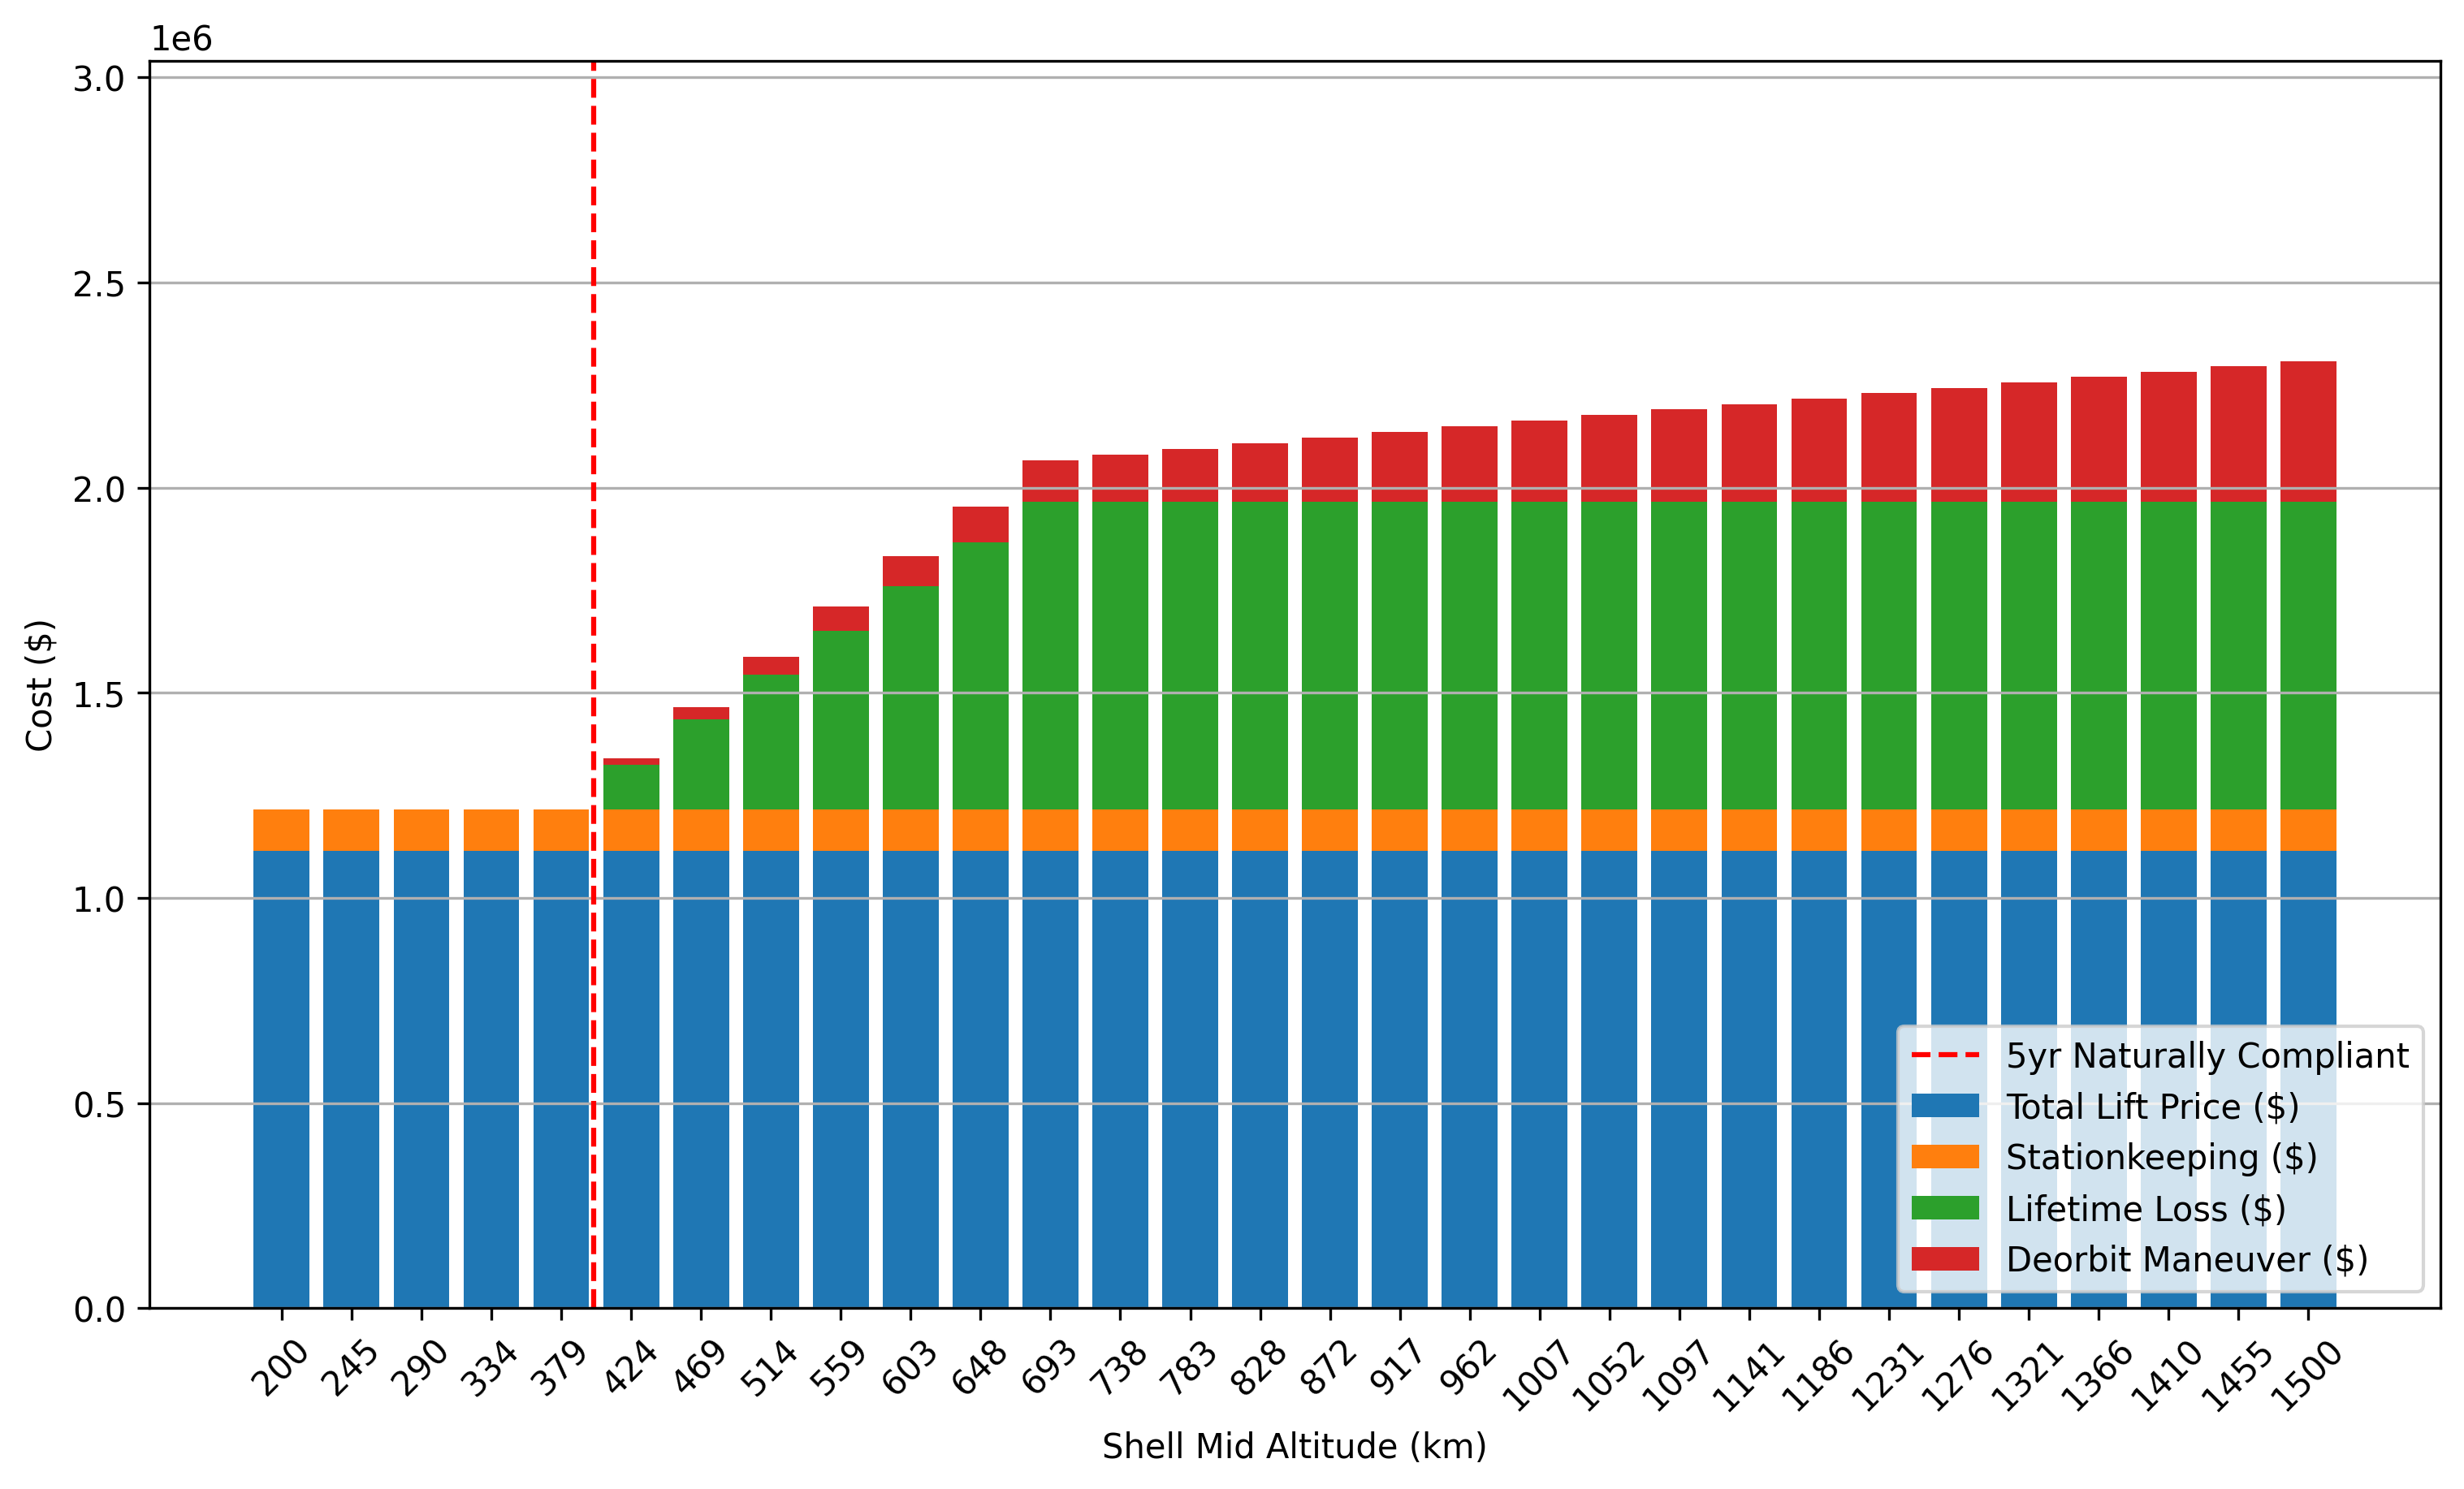 1e6
3.0
2.5
2.0
1.5
1.0
0.5
0.0
Cost ($)
5yr Naturally Compliant
Total Lift Price ($)
Stationkeeping ($)
Lifetime Loss ($)
Deorbit Maneuver ($)
200 245 290 334 379 424 469 514 559 603 648 693 738 783 828 872 917 962 1007 1052 1097 1141 1186 1231 1276 1321 1366 1410 1455 1500
Shell Mid Altitude (km)